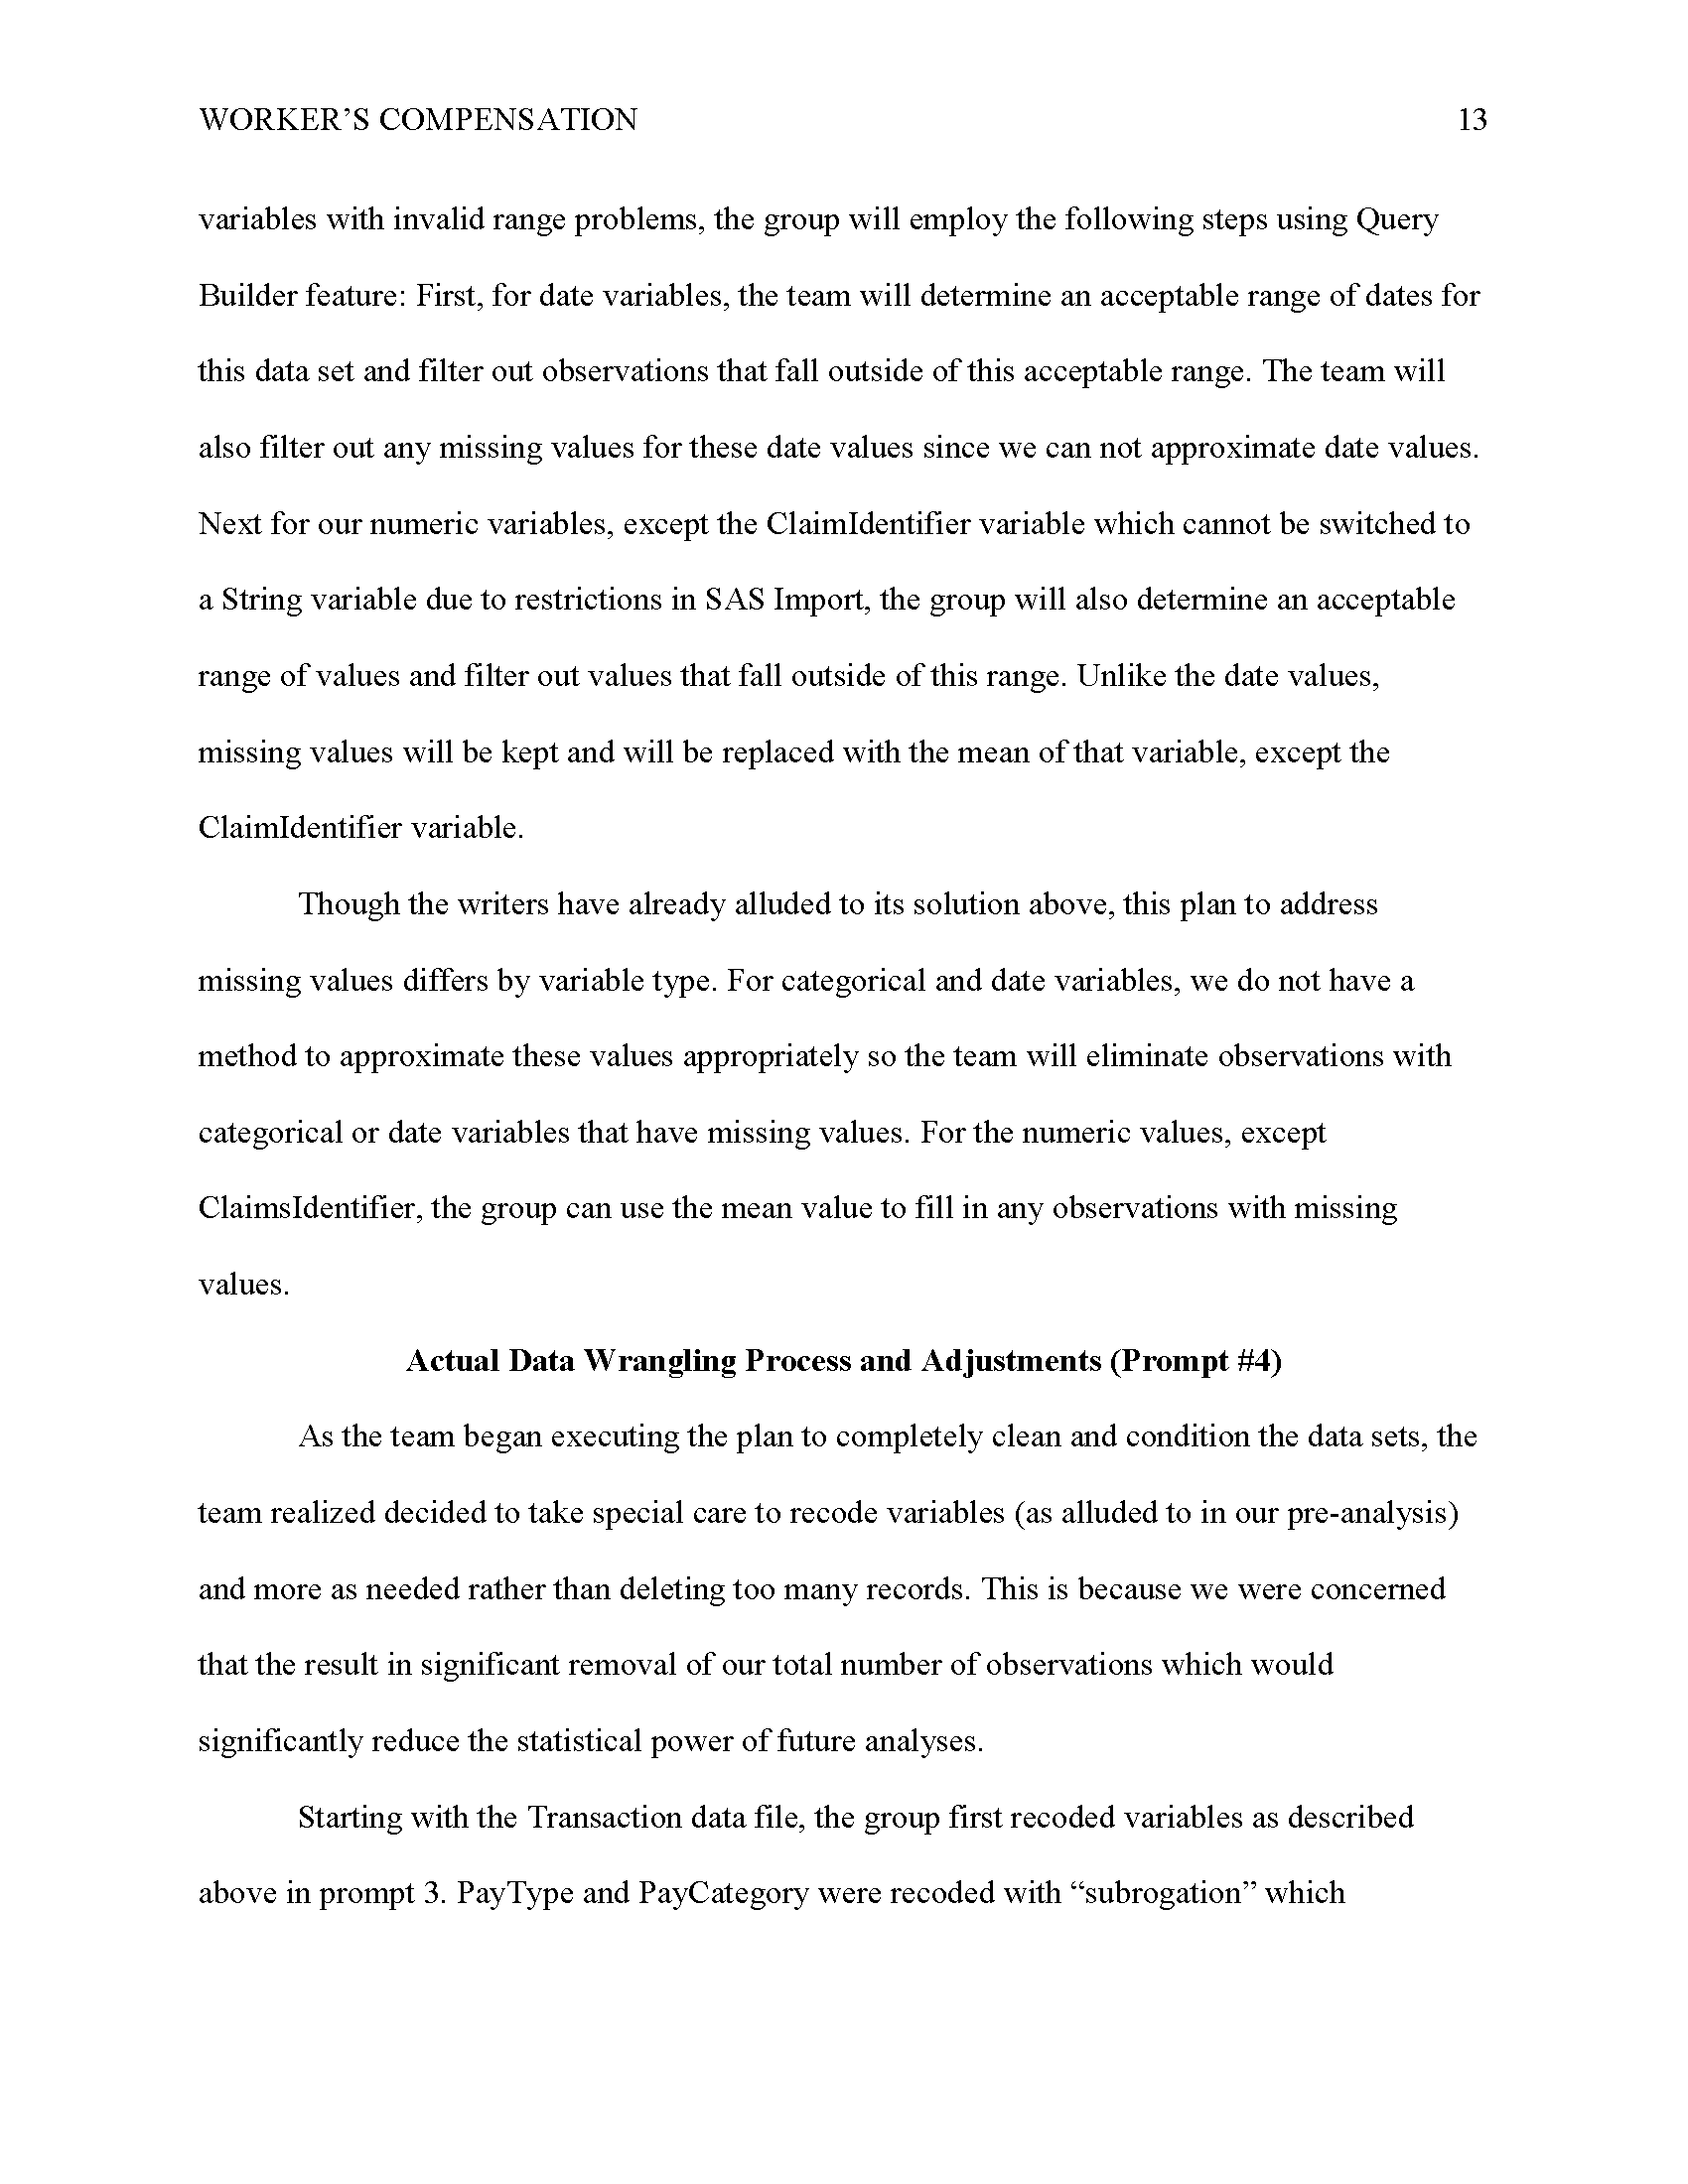 WORKER’S COMPENSATION 13
variables with invalid range problems, the group will employ the following steps using Query
Builder feature: First, for date variables, the team will determine an acceptable range of dates for
this data set and filter out observations that fall outside of this acceptable range. The team will
also filter out any missing values for these date values since we can not approximate date values.
Next for our numeric variables, except the ClaimIdentifier variable which cannot be switched to
a String variable due to restrictions in SAS Import, the group will also determine an acceptable
range of values and filter out values that fall outside of this range. Unlike the date values,
missing values will be kept and will be replaced with the mean of that variable, except the
ClaimIdentifier variable.
Though the writers have already alluded to its solution above, this plan to address
missing values differs by variable type. For categorical and date variables, we do not have a
method to approximate these values appropriately so the team will eliminate observations with
categorical or date variables that have missing values. For the numeric values, except
ClaimsIdentifier, the group can use the mean value to fill in any observations with missing
values.
Actual Data Wrangling Process and Adjustments (Prompt #4)
As the team began executing the plan to completely clean and condition the data sets, the
team realized decided to take special care to recode variables (as alluded to in our pre-analysis)
and more as needed rather than deleting too many records. This is because we were concerned
that the result in significant removal of our total number of observations which would
significantly reduce the statistical power of future analyses.
Starting with the Transaction data file, the group first recoded variables as described
above in prompt 3. PayType and PayCategory were recoded with “subrogation” which